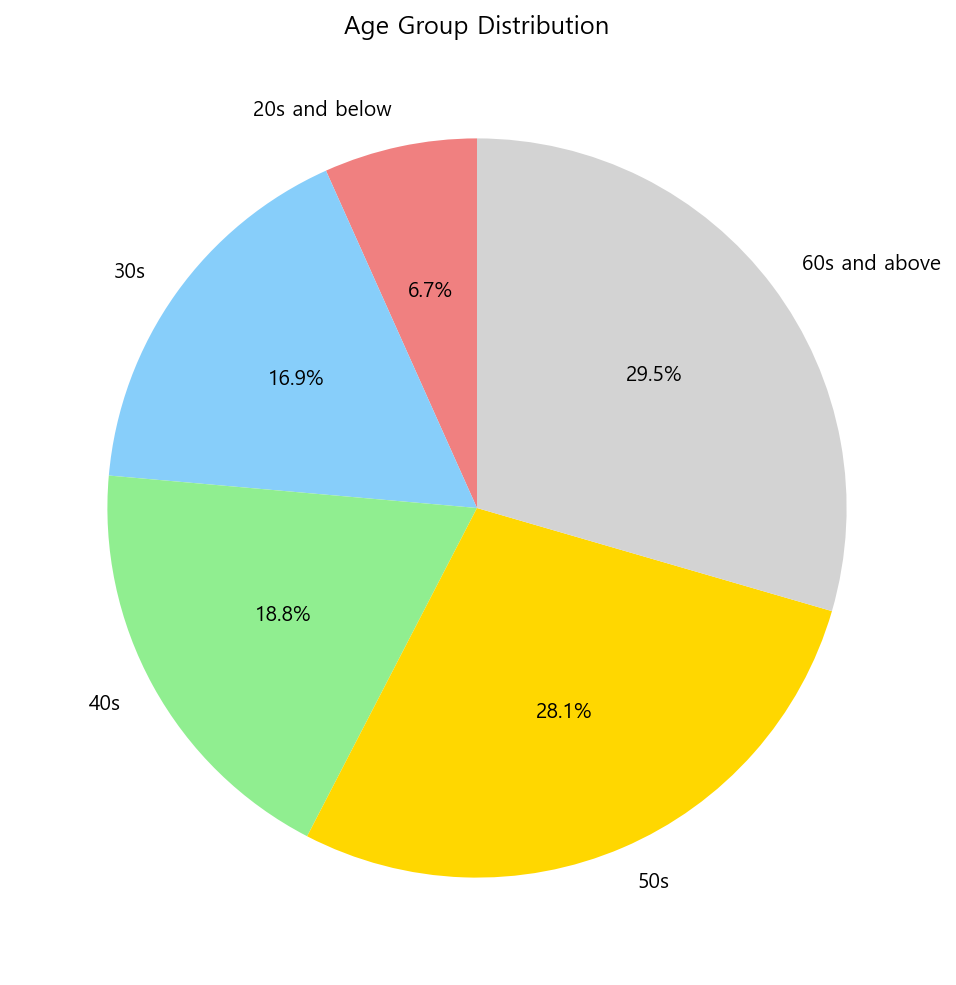 Age Group Distribution
20s and below
6.7%
30s
16.9%
40s
18.8%
50s
28.1%
60s and above
29.5%